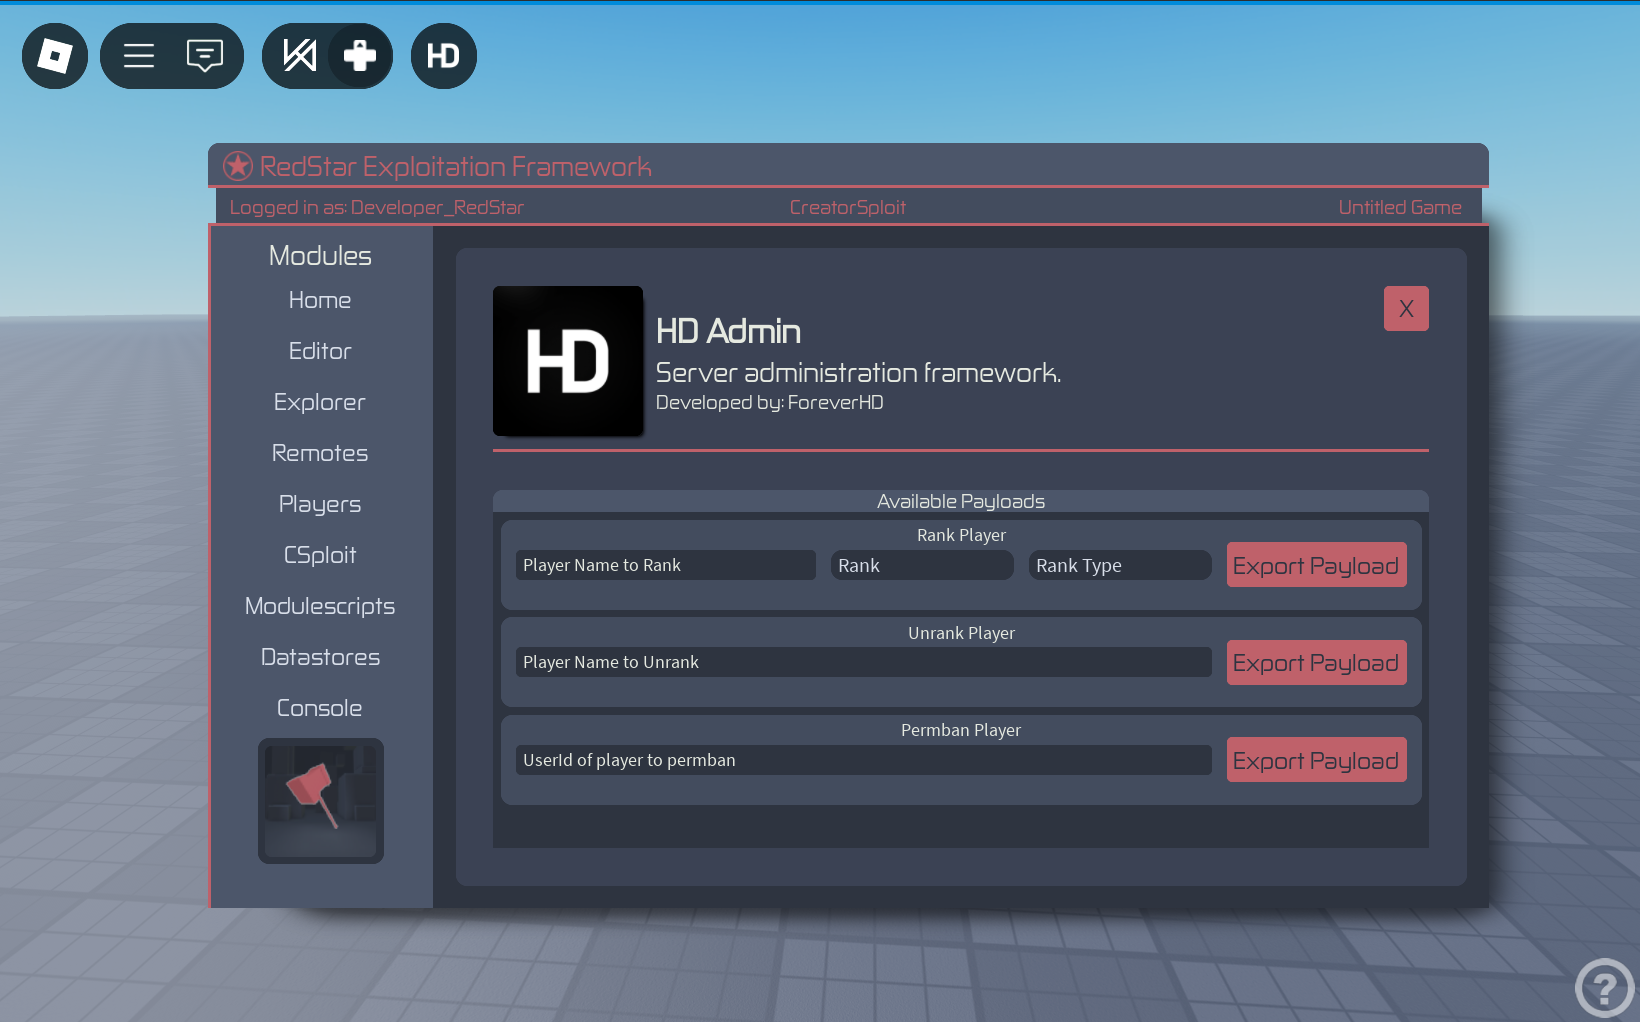 HD
RedStar Exploitation Framework
Logged in as: Developer_RedStar
CreatorSploit
Untitled Game
Modules
Home
Editor
Explorer
Remotes
Players
CSploit
Modulescripts
Datastores
Console
HD
HD Admin
Server administration framework.
Developed by: ForeverHD
X
Available Payloads
Rank Player
Player Name to Rank
Rank
Rank Type
Export Payload
Unrank Player
Player Name to Unrank
Export Payload
Permban Player
UserId of player to permban
Export Payload
?